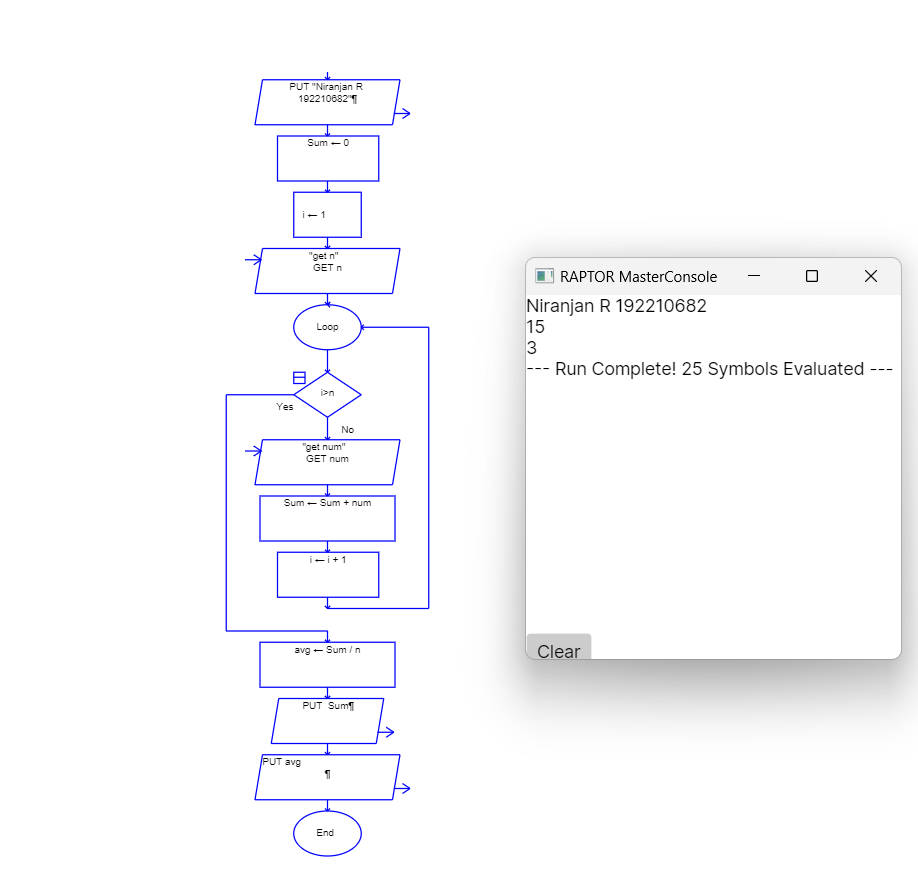 PUT "Niranjan R
192210682"¶
Sum ← 0
i ← 1
"get n"
GET n
Loop
i>n
Yes
No
"get num"
GET num
Sum ← Sum + num
i ← i + 1
avg ← Sum / n
PUT  Sum¶
PUT avg
¶
End
RAPTOR MasterConsole
Niranjan R 192210682
15
3
--- Run Complete! 25 Symbols Evaluated ---
Clear